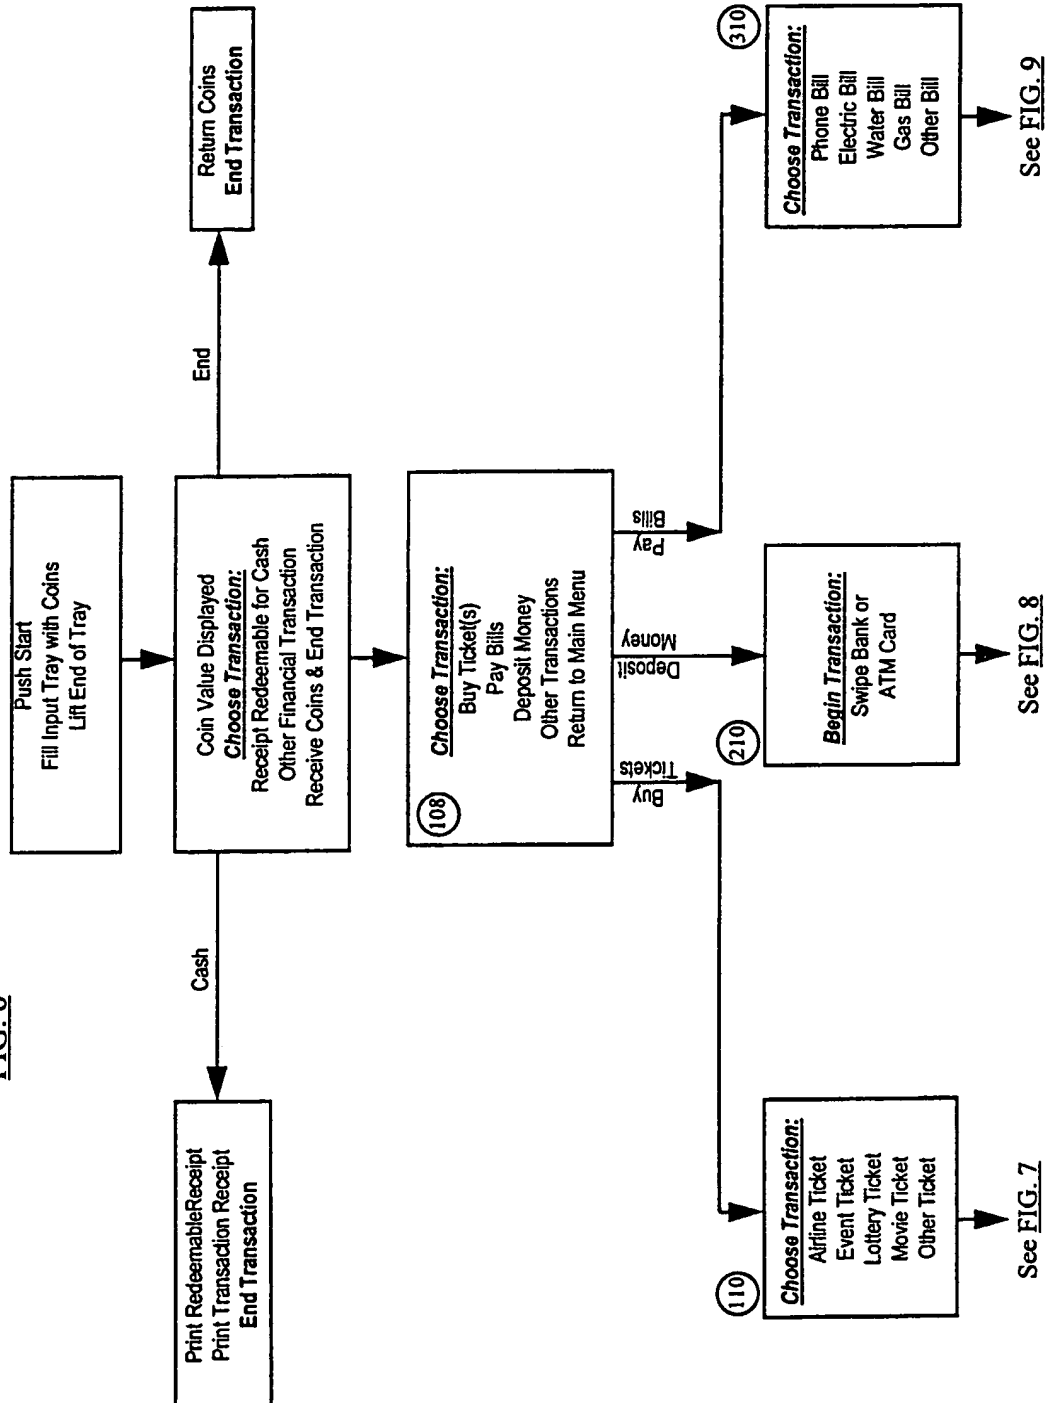 FIG. 6
Push Start
Fill Input Tray with Coins
Lift End of Tray
Coin Value Displayed
Choose Transaction:
Receipt Redeemable for Cash
Other Financial Transaction
Receive Coins & End Transaction
Cash
Print RedeemableReceipt
Print Transaction Receipt
End Transaction
End
Return Coins
End Transaction
108
Choose Transaction:
Buy Ticket(s)
Pay Bills
Deposit Money
Other Transactions
Return to Main Menu
Buy
Tickets
Deposit
Money
Pay
Bills
110
Choose Transaction:
Airline Ticket
Event Ticket
Lottery Ticket
Movie Ticket
Other Ticket
See FIG. 7
210
Begin Transaction:
Swipe Bank or
ATM Card
See FIG. 8
310
Choose Transaction:
Phone Bill
Electric Bill
Water Bill
Gas Bill
Other Bill
See FIG. 9